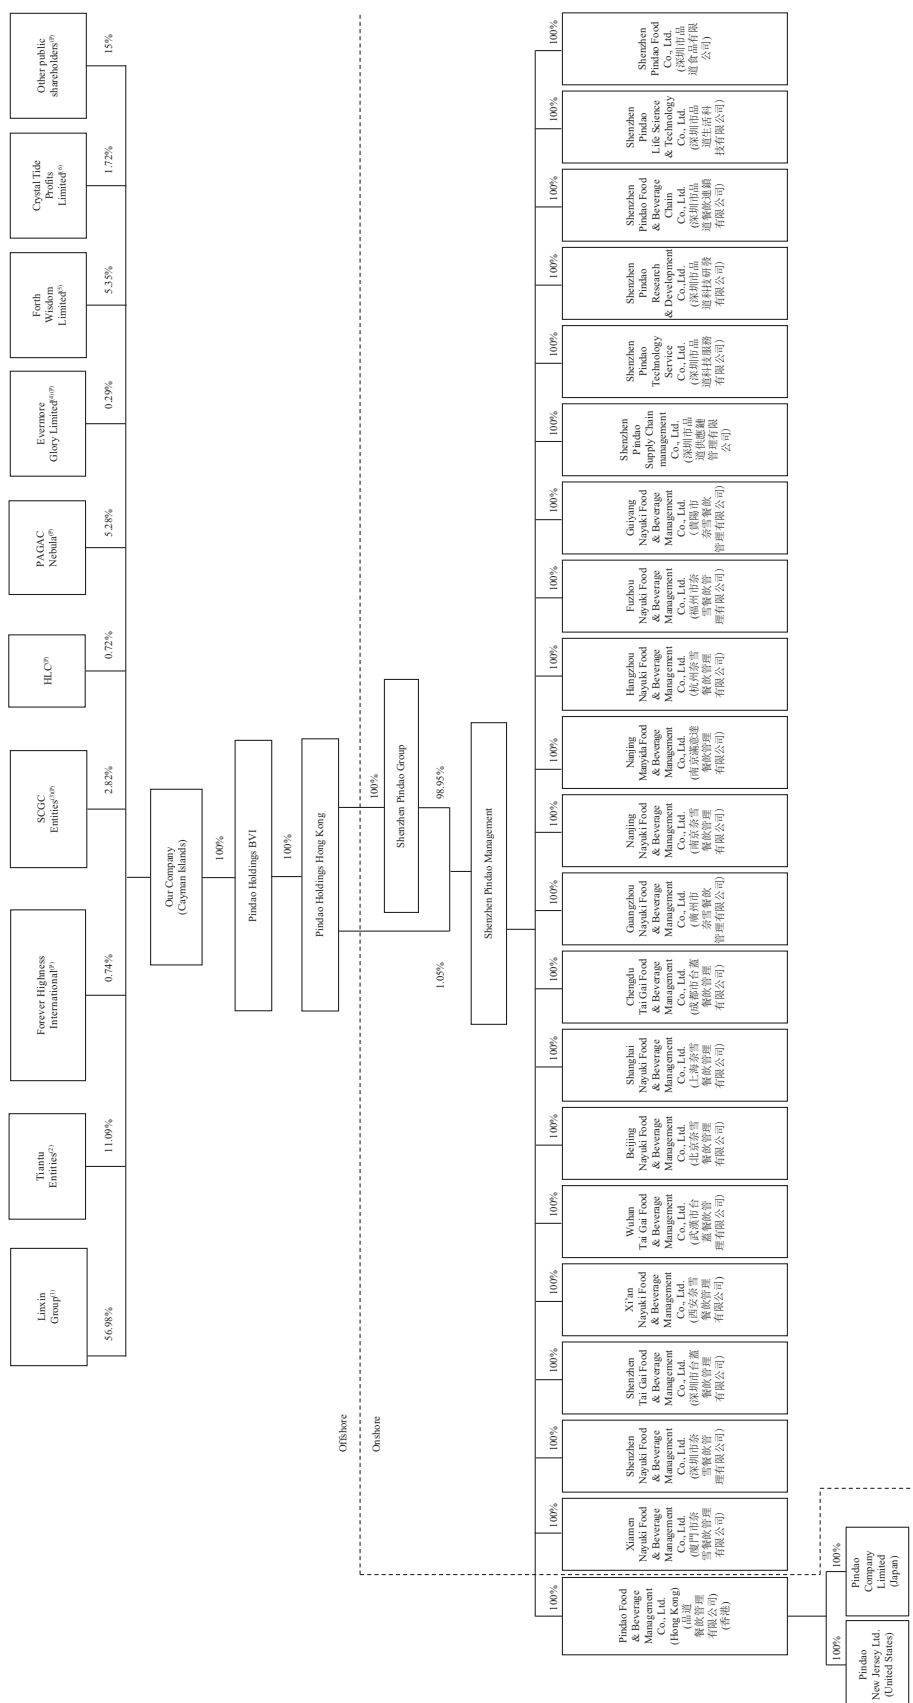 Linxin
Group(1)
56.98%
Tiantu
Entities(2)
11.09%
Forever Highness
International(P)
0.74%
SCGC
Entities(3)(P)
2.82%
HLC(P)
0.72%
PAGAC
Nebula(P)
5.28%
Evermore
Glory Limited(4)(P)
0.29%
Forth
Wisdom
Limited(5)
5.35%
Crystal Tide
Profits
Limited(6)
1.72%
Other public
shareholders(P)
15%
Our Company
(Cayman Islands)
100%
Pindao Holdings BVI
100%
Pindao Holdings Hong Kong
Offshore
Onshore
100%
Shenzhen Pindao Group
1.05%
98.95%
Shenzhen Pindao Management
100%
Pindao Food
& Beverage
Management
Co., Ltd.
(Hong Kong)
(品道
餐飲管理
有限公司)
(香港)
100%
Xiamen
Nayuki Food
& Beverage
Management
Co., Ltd.
(廈門市奈
雪餐飲管理
有限公司)
100%
Shenzhen
Nayuki Food
& Beverage
Management
Co., Ltd.
(深圳市奈
雪餐飲管
理有限公司)
100%
Shenzhen
Tai Gai Food
& Beverage
Management
Co., Ltd.
(深圳市台蓋
餐飲管理
有限公司)
100%
Xi'an
Nayuki Food
& Beverage
Management
Co., Ltd.
(西安奈雪
餐飲管理
有限公司)
100%
Wuhan
Tai Gai Food
& Beverage
Management
Co., Ltd.
(武漢市台
蓋餐飲管
理有限公司)
100%
Beijing
Nayuki Food
& Beverage
Management
Co., Ltd.
(北京奈雪
餐飲管理
有限公司)
100%
Shanghai
Nayuki Food
& Beverage
Management
Co., Ltd.
(上海奈雪
餐飲管理
有限公司)
100%
Chengdu
Tai Gai Food
& Beverage
Management
Co., Ltd.
(成都市台蓋
餐飲管理
有限公司)
100%
Guangzhou
Nayuki Food
& Beverage
Management
Co., Ltd.
(廣州市
奈雪餐飲
管理有限公司)
100%
Nanjing
Nayuki Food
& Beverage
Management
Co., Ltd.
(南京奈雪
餐飲管理
有限公司)
100%
Nanjing
Manyida Food
& Beverage
Management
Co., Ltd.
(南京滿意達
餐飲管理
有限公司)
100%
Hangzhou
Nayuki Food
& Beverage
Management
Co., Ltd.
(杭州奈雪
餐飲管理
有限公司)
100%
Fuzhou
Nayuki Food
& Beverage
Management
Co., Ltd.
(福州市奈
雪餐飲管
理有限公司)
100%
Guiyang
Nayuki Food
& Beverage
Management
Co., Ltd.
(貴陽市
奈雪餐飲
管理有限公司)
100%
Shenzhen
Pindao
Supply Chain
management
Co., Ltd.
(深圳市品
道供應鏈
管理有限
公司)
100%
Shenzhen
Pindao
Technology
Service
Co., Ltd.
(深圳市品
道科技服務
有限公司)
100%
Shenzhen
Pindao
Research
& Development
Co.,Ltd.
(深圳市品
道科技研發
有限公司)
100%
Shenzhen
Pindao Food
& Beverage
Chain
Co., Ltd.
(深圳市品
道餐飲連鎖
有限公司)
100%
Shenzhen
Pindao
Life Science
& Technology
Co., Ltd.
(深圳市品
道生活科
技有限公司)
100%
Shenzhen
Pindao Food
Co., Ltd.
(深圳市品
道食品有限
公司)
100%
Pindao
New Jersey Ltd.
(United States)
100%
Pindao
Company
Limited
(Japan)